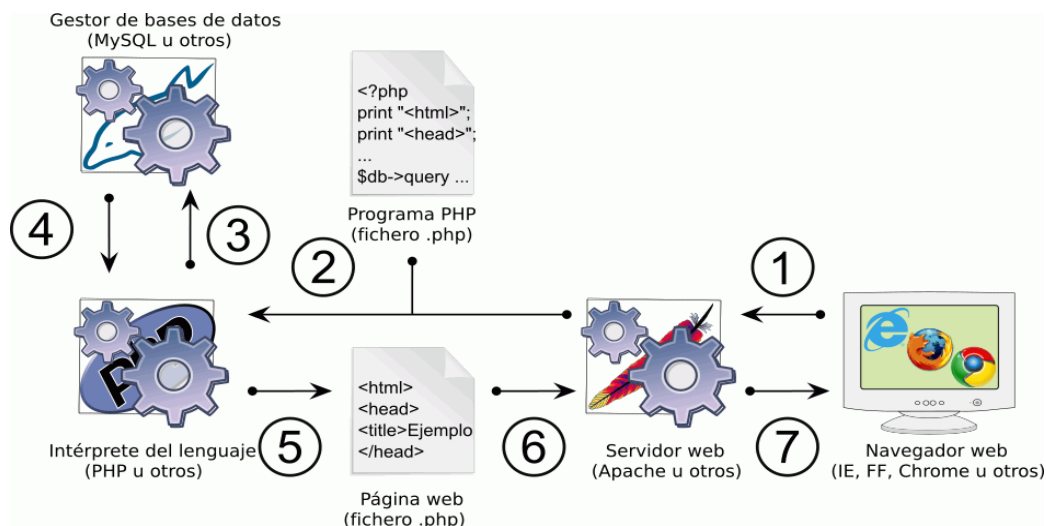 Gestor de bases de datos
(MySQL u otros)
<?php
print "<html>";
print "<head>";
...
$db->query ...
Programa PHP
(fichero .php)
4
3
2
1
PHP
Intérprete del lenguaje
(PHP u otros)
5
<html>
<head>
<title>Ejemplo
</head>
Página web
(fichero .php)
6
Servidor web
(Apache u otros)
7
Navegador web
(IE, FF, Chrome u otros)